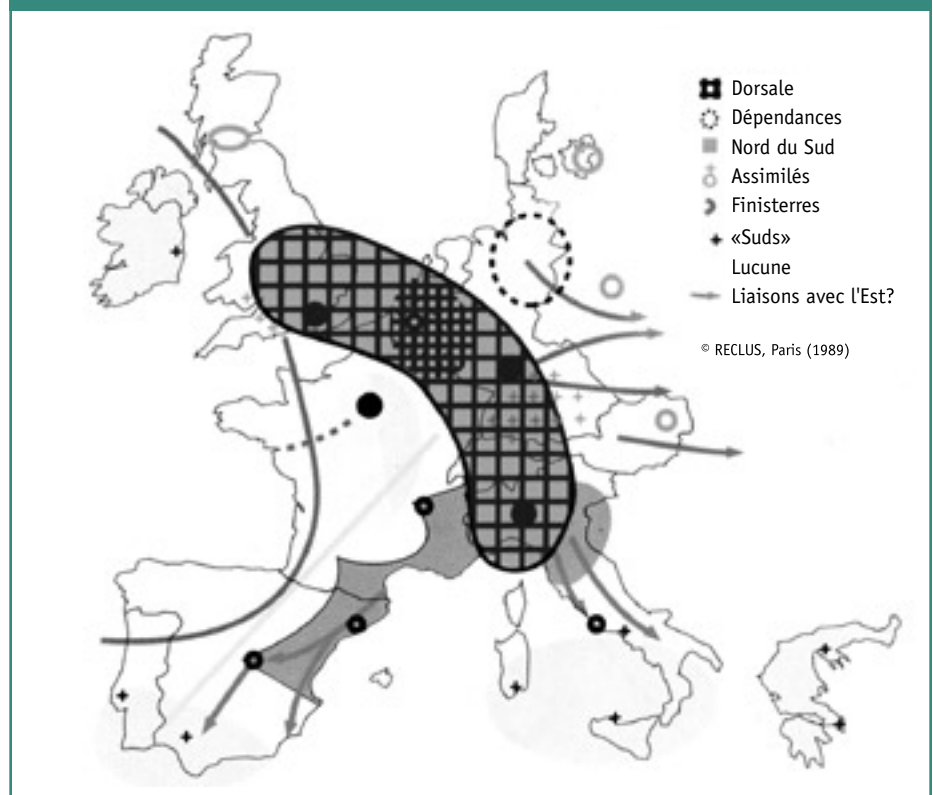 Dorsale
Dépendances
Nord du Sud
Assimilés
Finisterres
«Suds»
Lucune
Liaisons avec l'Est?
© RECLUS, Paris (1989)